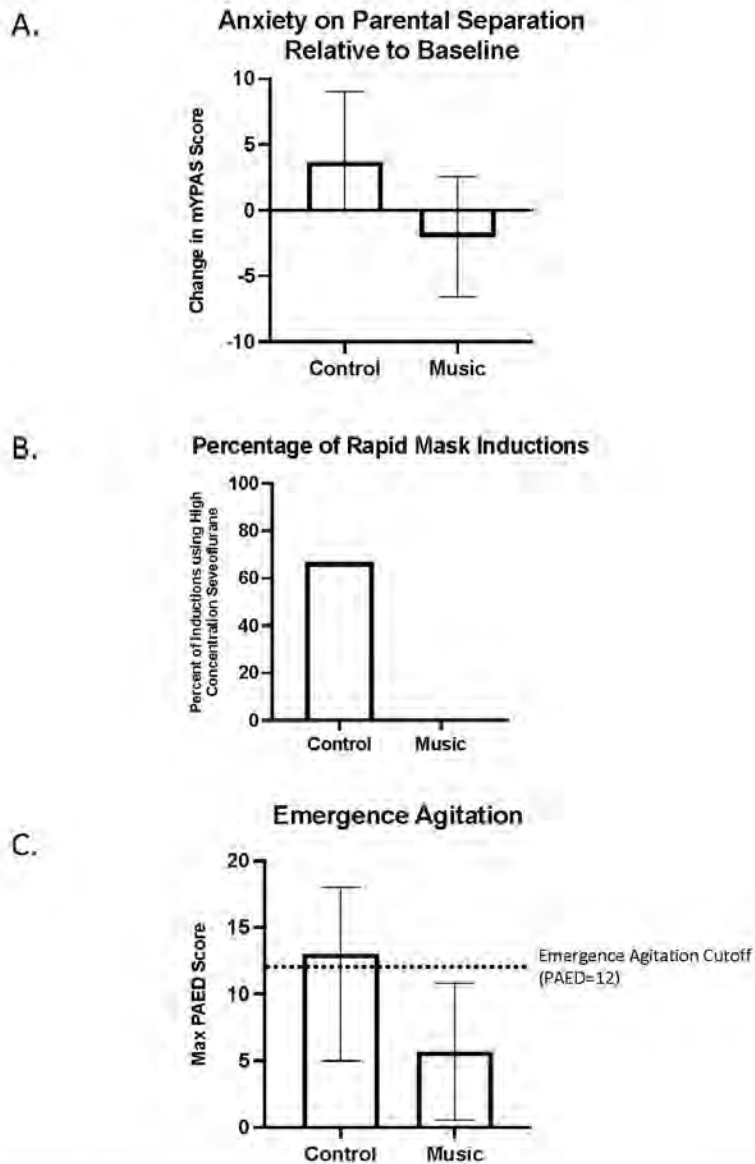 A.
Anxiety on Parental Separation
Relative to Baseline
Change in mYPAS Score
10
5
0
-5
-10
Control
Music
B.
Percentage of Rapid Mask Inductions
Percent of Inductions using High
Concentration Seveoflurane
100
80
60
40
20
0
Control
Music
C.
Emergence Agitation
Max PAED Score
20
15
10
5
0
Emergence Agitation Cutoff
(PAED=12)
Control
Music